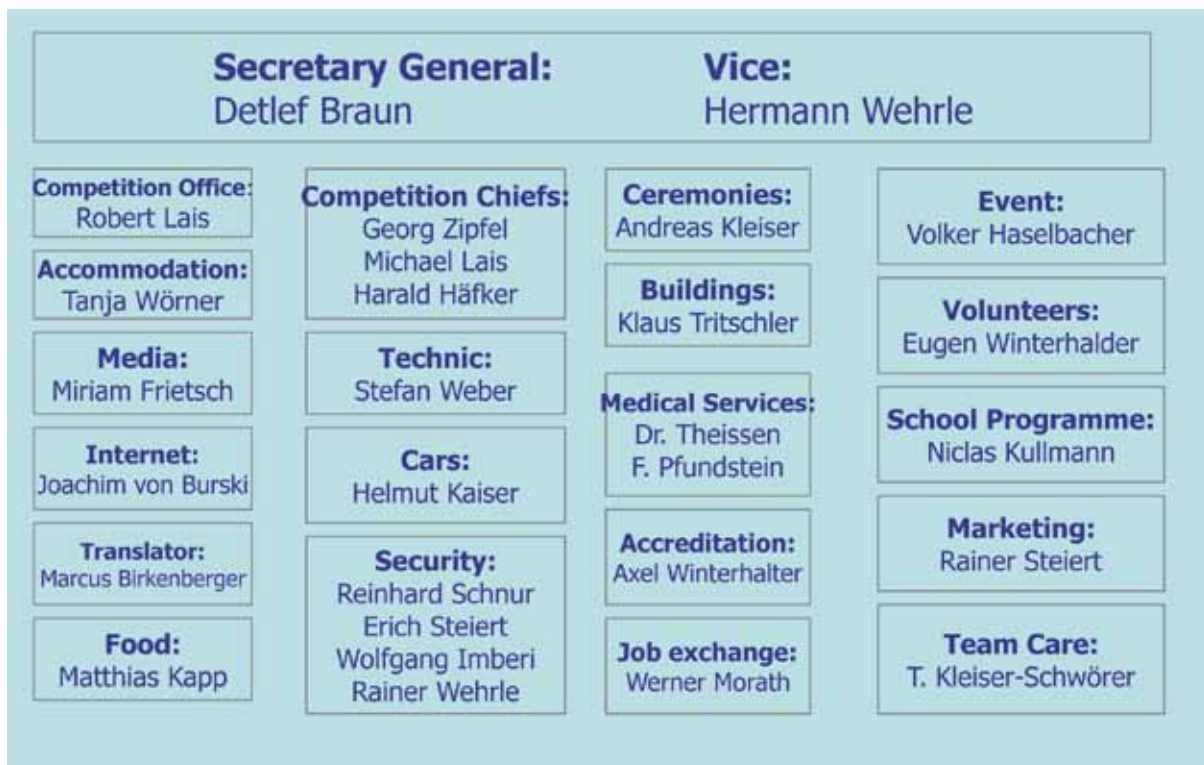 Secretary General:
Detlef Braun
Vice:
Hermann Wehrle
Competition Office:
Robert Lais
Accommodation:
Tanja Wörner
Media:
Miriam Frietsch
Internet:
Joachim von Burski
Translator:
Marcus Birkenberger
Food:
Matthias Kapp
Competition Chiefs:
Georg Zipfel
Michael Lais
Harald Häfker
Technic:
Stefan Weber
Cars:
Helmut Kaiser
Security:
Reinhard Schnur
Erich Steiert
Wolfgang Imberi
Rainer Wehrle
Ceremonies:
Andreas Kleiser
Buildings:
Klaus Tritschler
Medical Services:
Dr. Theissen
F. Pfundstein
Accreditation:
Axel Winterhalter
Job exchange:
Werner Morath
Event:
Volker Haselbacher
Volunteers:
Eugen Winterhalder
School Programme:
Niclas Kullmann
Marketing:
Rainer Steiert
Team Care:
T. Kleiser-Schwörer